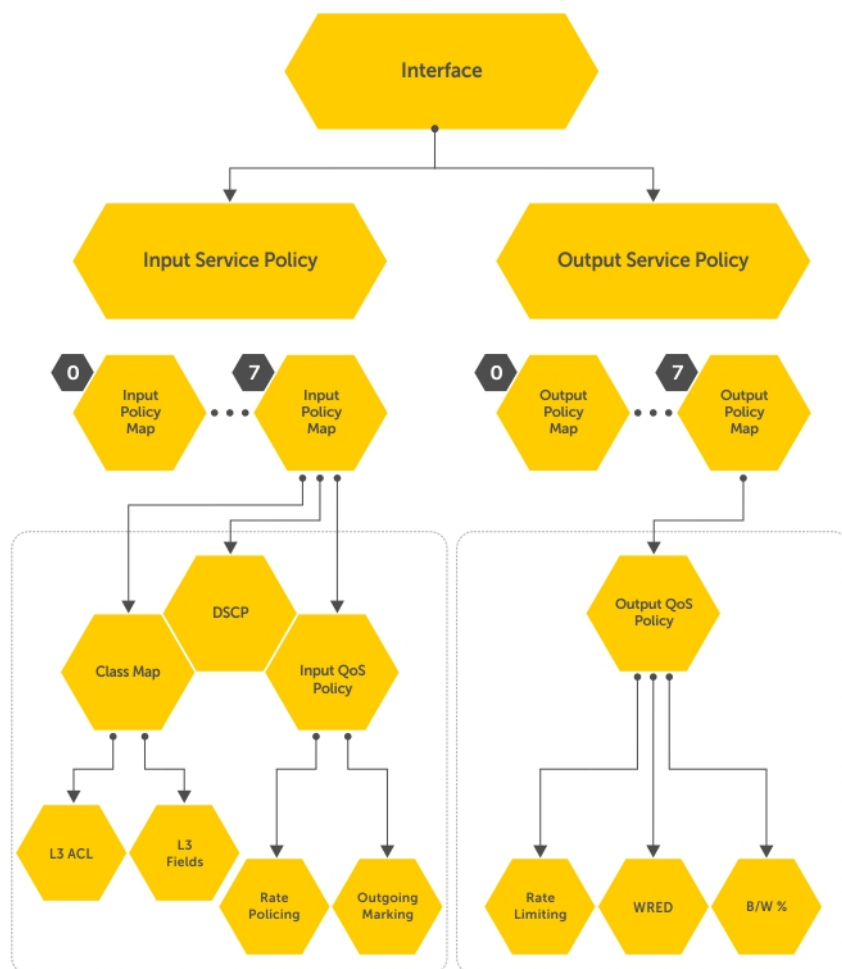 Interface
Input Service Policy
Output Service Policy
0
Input
Policy
Map
7
Input
Policy
Map
0
Output
Policy
Map
7
Output
Policy
Map
DSCP
Class Map
Input QoS
Policy
Output QoS
Policy
L3 ACL
L3
Fields
Rate
Policing
Outgoing
Marking
Rate
Limiting
WRED
B/W %